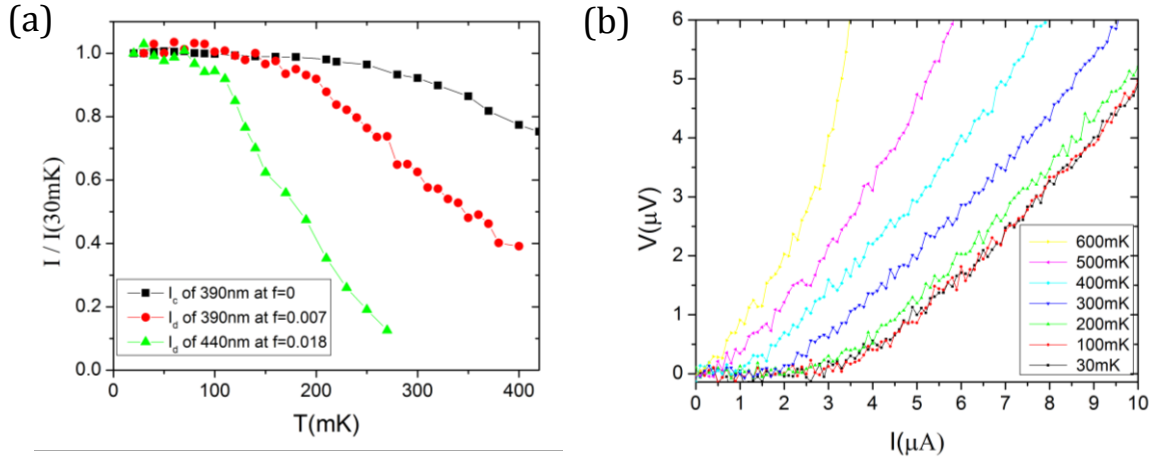 (a)
I / I(30mK)
1.0
0.8
0.6
0.4
0.2
0.0
I_c of 390nm at f=0
I_d of 390nm at f=0.007
I_d of 440nm at f=0.018
0 100 200 300 400
T(mK)
(b)
V(μV)
6
5
4
3
2
1
0
600mK
500mK
400mK
300mK
200mK
100mK
30mK
0 1 2 3 4 5 6 7 8 9 10
I(μA)